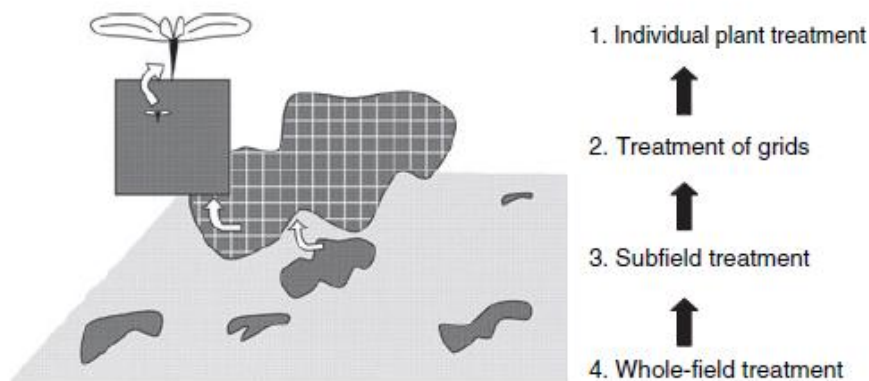 1. Individual plant treatment
2. Treatment of grids
3. Subfield treatment
4. Whole-field treatment